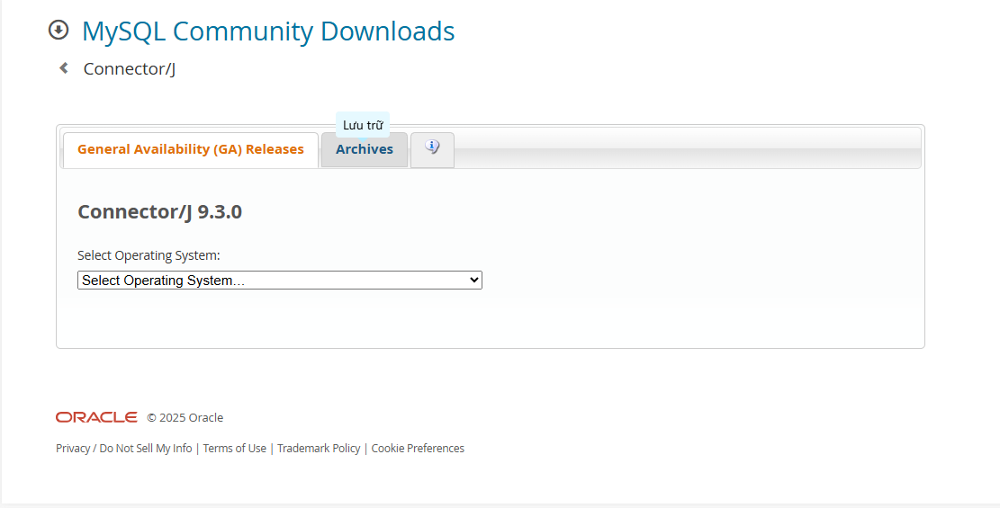 MySQL Community Downloads
Connector/J
Lưu trữ
General Availability (GA) Releases
Archives
Connector/J 9.3.0
Select Operating System:
Select Operating System…
ORACLE © 2025 Oracle
Privacy / Do Not Sell My Info | Terms of Use | Trademark Policy | Cookie Preferences